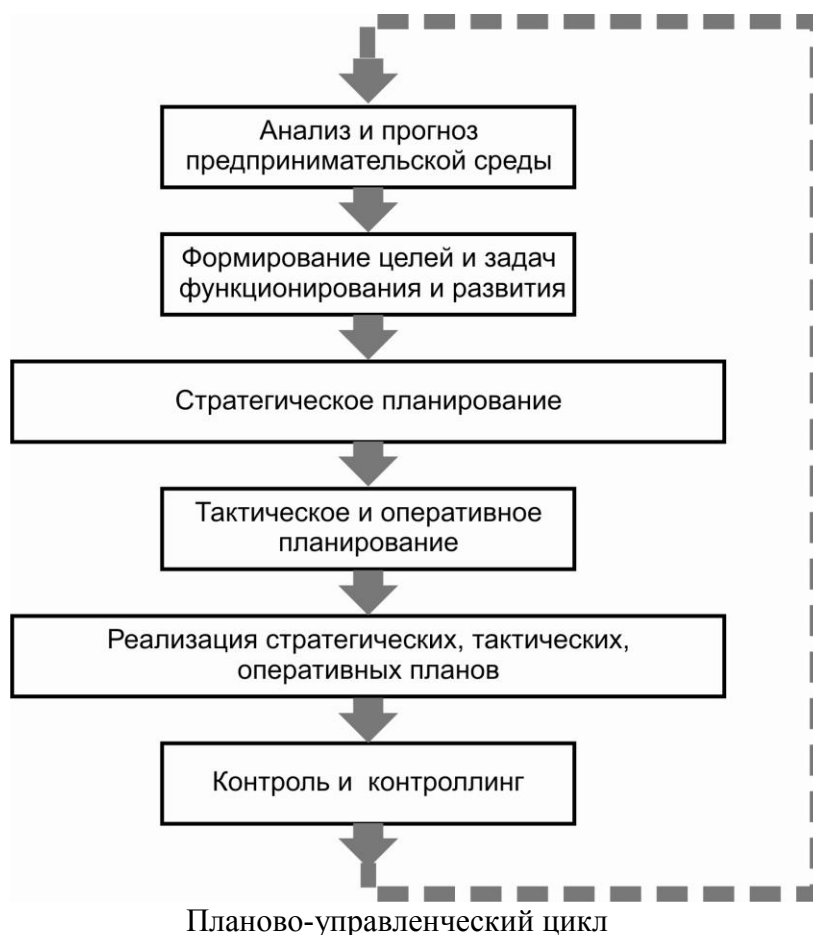 Анализ и прогноз
предпринимательской среды
Формирование целей и задач
функционирования и развития
Стратегическое планирование
Тактическое и оперативное
планирование
Реализация стратегических, тактических,
оперативных планов
Контроль и контроллинг
Планово-управленческий цикл